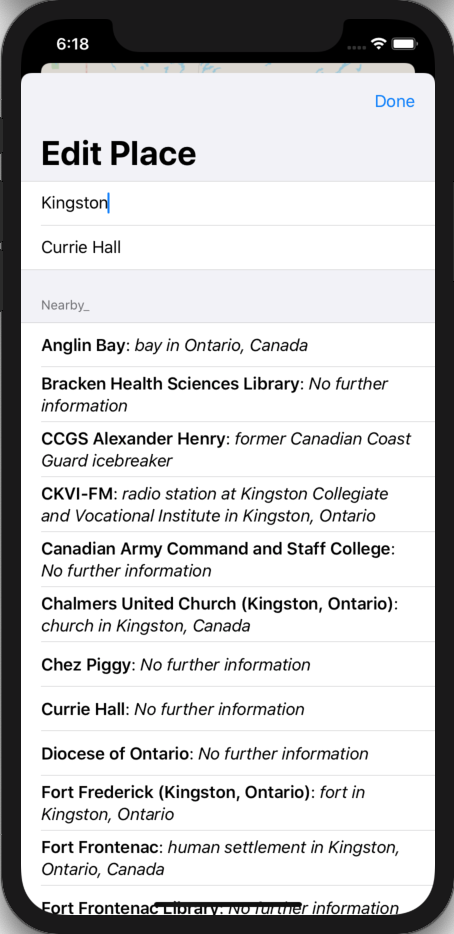 6:18
Done
Edit Place
Kingston
Currie Hall
Nearby_
Anglin Bay: bay in Ontario, Canada
Bracken Health Sciences Library: No further
information
CCGS Alexander Henry: former Canadian Coast
Guard icebreaker
CKVI-FM: radio station at Kingston Collegiate
and Vocational Institute in Kingston, Ontario
Canadian Army Command and Staff College:
No further information
Chalmers United Church (Kingston, Ontario):
church in Kingston, Canada
Chez Piggy: No further information
Currie Hall: No further information
Diocese of Ontario: No further information
Fort Frederick (Kingston, Ontario): fort in
Kingston, Ontario
Fort Frontenac: human settlement in Kingston,
Ontario, Canada
Fort Frontenac Library: No further information